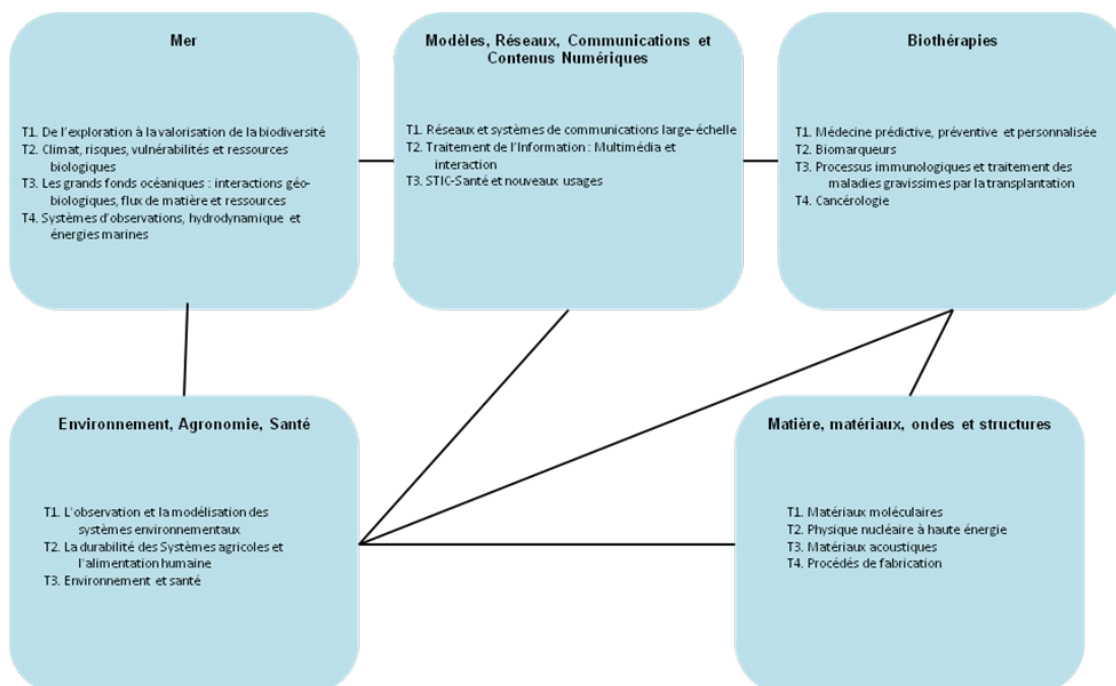 Mer
T1. De l'exploration à la valorisation de la biodiversité
T2. Climat, risques, vulnérabilités et ressources
biologiques
T3. Les grands fonds océaniques : interactions géo-
biologiques, flux de matière et ressources
T4. Systèmes d'observations, hydrodynamique et
énergies marines
Modèles, Réseaux, Communications et
Contenus Numériques
T1. Réseaux et systèmes de communications large-échelle
T2. Traitement de l'Information : Multimédia et
interaction
T3. STIC-Santé et nouveaux usages
Biothérapies
T1. Médecine prédictive, préventive et personnalisée
T2. Biomarqueurs
T3. Processus immunologiques et traitement des
maladies gravissimes par la transplantation
T4. Cancérologie
Environnement, Agronomie, Santé
T1. L'observation et la modélisation des
systèmes environnementaux
T2. La durabilité des Systèmes agricoles et
l'alimentation humaine
T3. Environnement et santé
Matière, matériaux, ondes et structures
T1. Matériaux moléculaires
T2. Physique nucléaire à haute énergie
T3. Matériaux acoustiques
T4. Procédés de fabrication